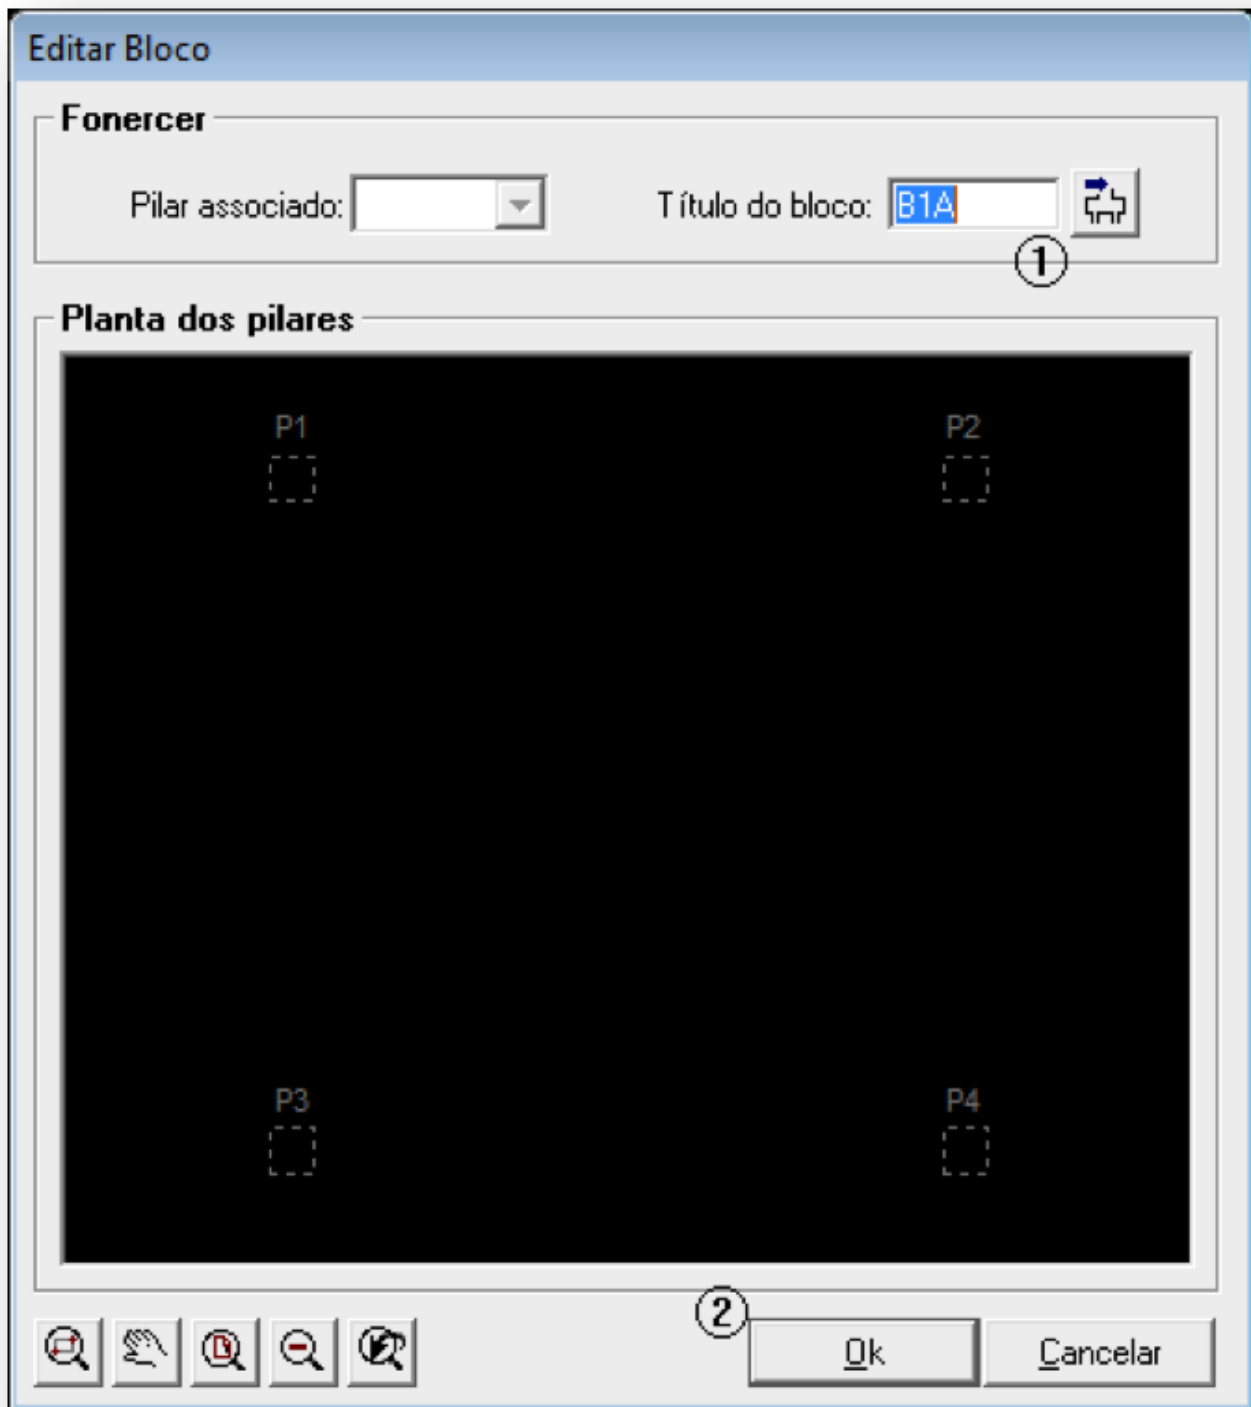 Editar Bloco
Fonercer
Pilar associado: Título do bloco: B1A
1
Planta dos pilares
P1 P2
P3 P4
2
Ok Cancelar